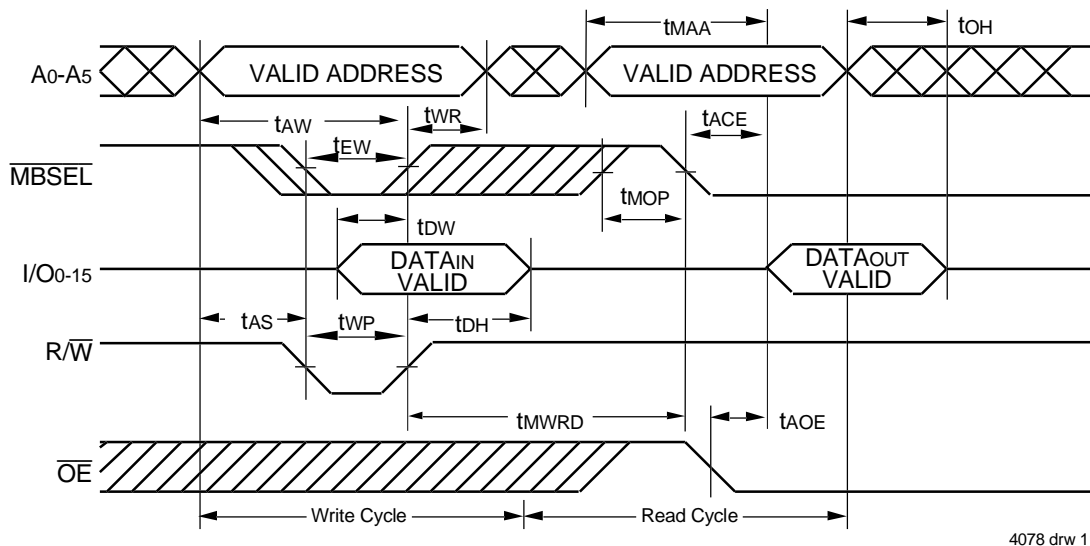 tMAA
tOH
A0-A5
VALID ADDRESS
VALID ADDRESS
tAW
tWR
tACE
MBSEL
tEW
tMOP
tDW
I/O0-15
DATAIN
VALID
DATAOUT
VALID
tAS
tWP
tDH
R/W
tMWRD
tAOE
OE
Write Cycle
Read Cycle
4078 drw 1